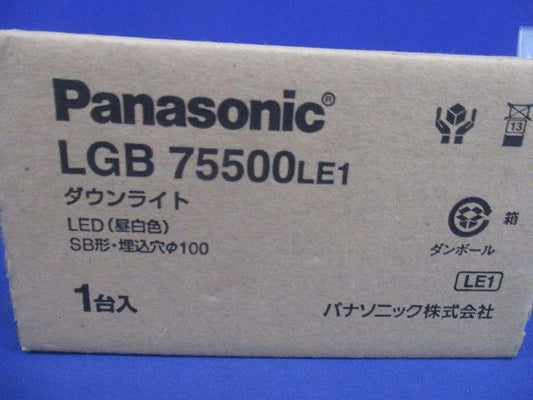 Panasonic®
LGB 75500LE1
ダウンライト
LED(昼白色)
SB形・埋込穴φ100
1台入
13
箱
ダンボール
LE1
パナソニック株式会社